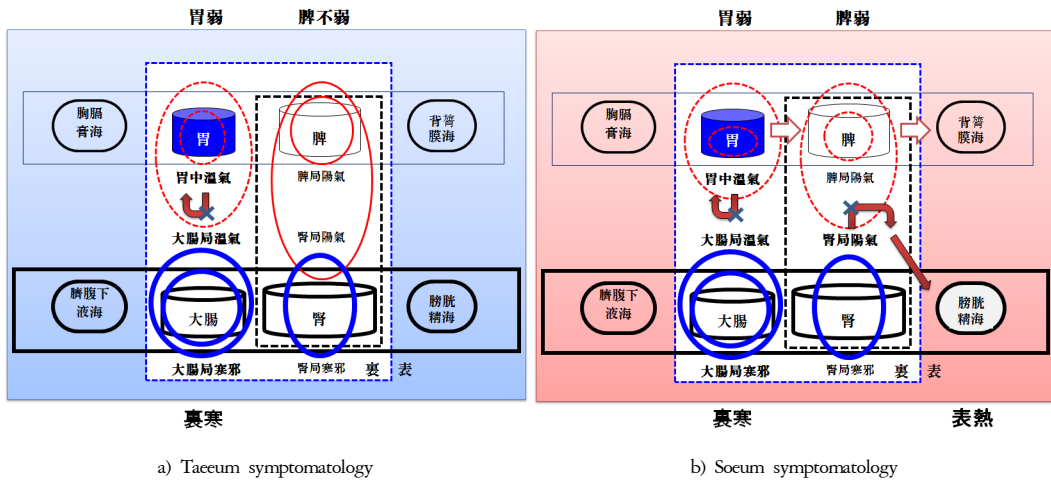 胃弱
脾不弱
胸膈
膏海
胃
脾
背膂
膜海
胃中溫氣
脾局陽氣
大腸局溫氣
腎局陽氣
臍腹下
液海
大腸
腎
膀胱
精海
大腸局寒邪
腎局寒邪
裏
表
裏寒
a) Taeeum symptomatology
胃弱
脾弱
胸膈
膏海
胃
脾
背膂
膜海
胃中溫氣
脾局陽氣
大腸局溫氣
腎局陽氣
臍腹下
液海
大腸
腎
膀胱
精海
大腸局寒邪
腎局寒邪
裏
表
裏寒
表熱
b) Soeum symptomatology